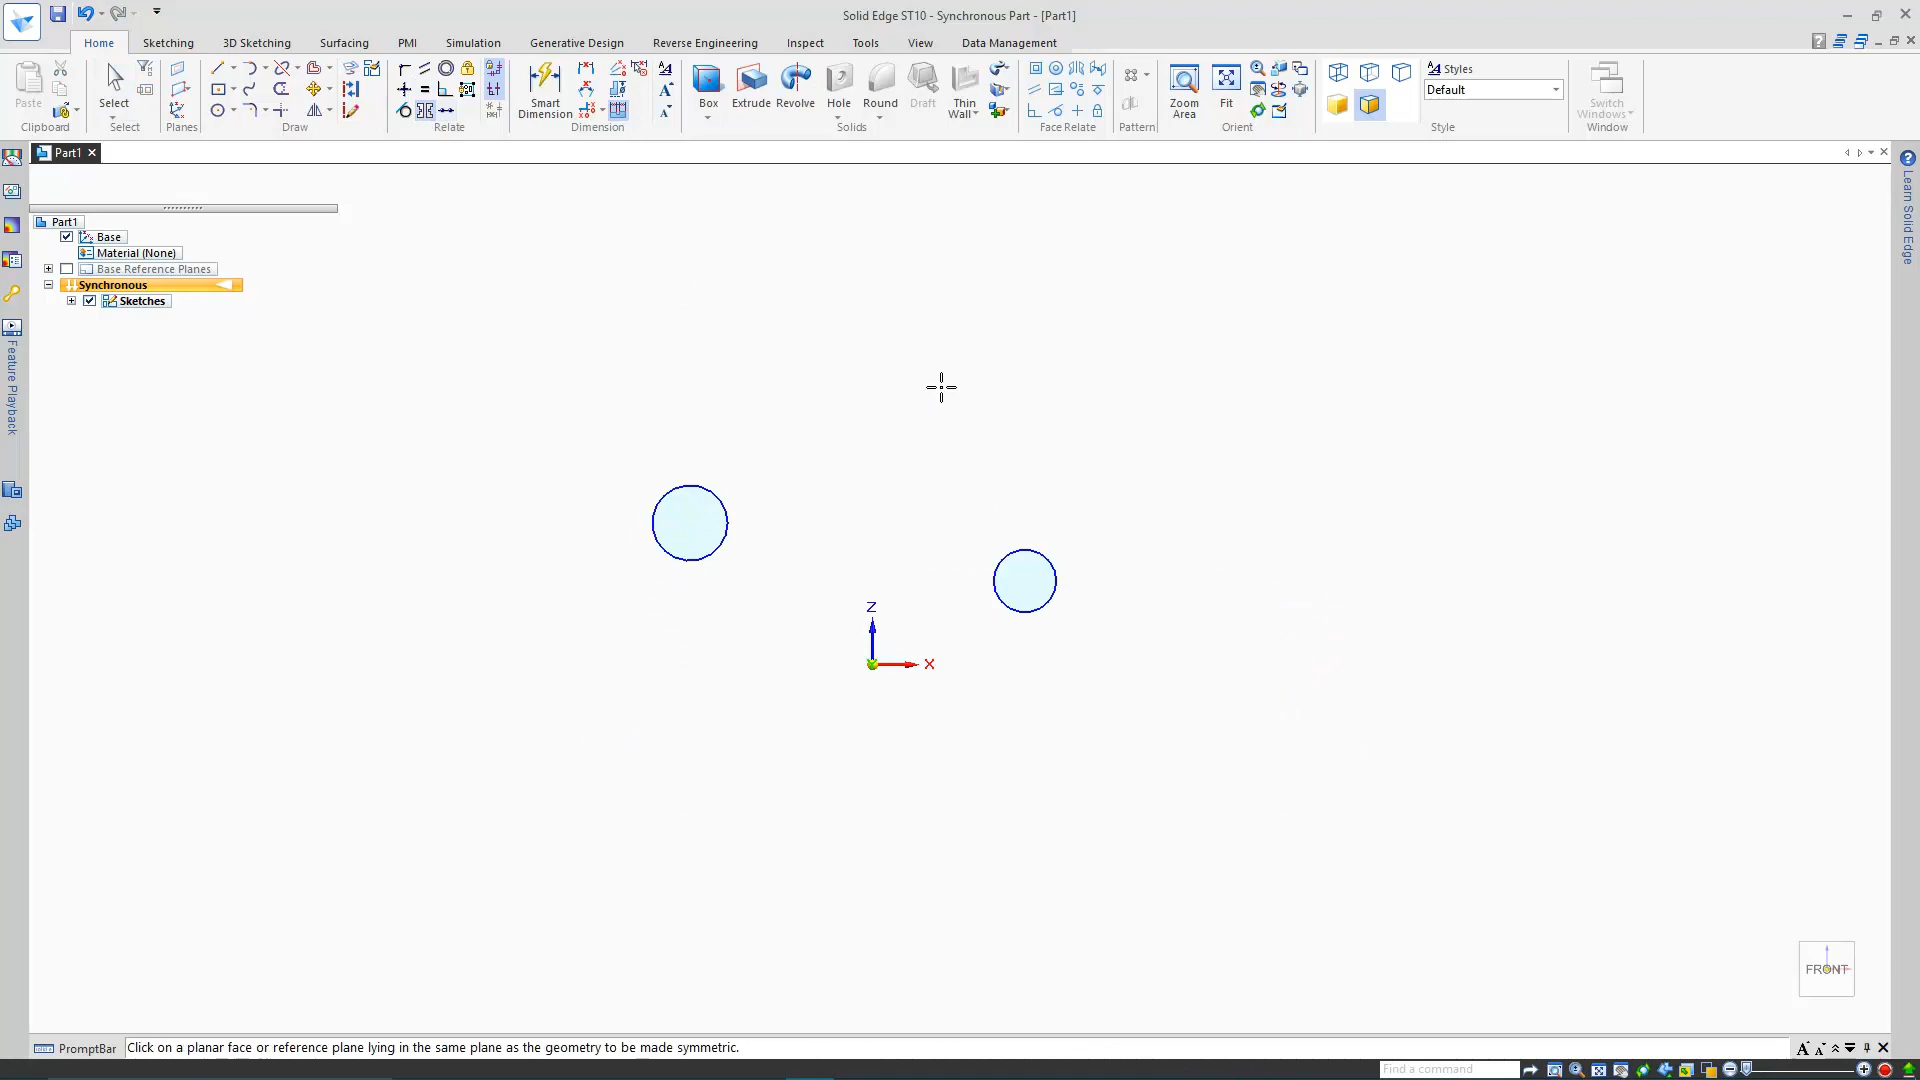 Solid Edge ST10 - Synchronous Part - [Part1]
Home Sketching 3D Sketching Surfacing PMI Simulation Generative Design Reverse Engineering Inspect Tools View Data Management
Paste
Clipboard
Select
Select
Planes
Draw
Relate
Smart Dimension
Dimension
Box Extrude Revolve Hole Round Draft Thin Wall
Solids
Face Relate
Pattern
Zoom Area Fit
Orient
Styles
Default
Style
Switch Windows
Window
Part1
Learn Solid Edge
Feature Playback
Part1
Base
Material (None)
Base Reference Planes
Synchronous
Sketches
Z
X
FRONT
PromptBar Click on a planar face or reference plane lying in the same plane as the geometry to be made symmetric.
Find a command